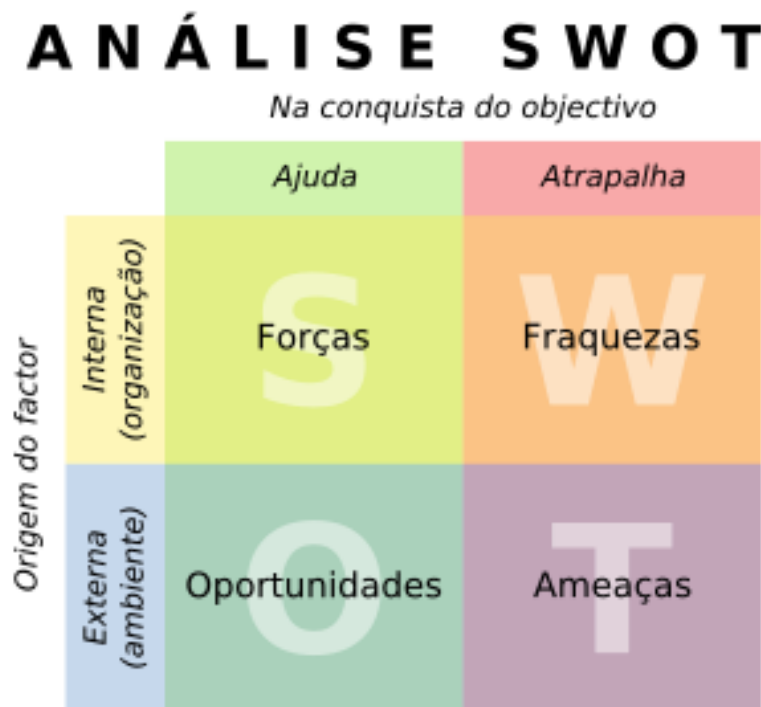 ANÁLISE SWOT
Na conquista do objectivo
Ajuda
Atrapalha
Origem do factor
Interna
(organização)
S
Forças
W
Fraquezas
Externa
(ambiente)
O
Oportunidades
T
Ameaças